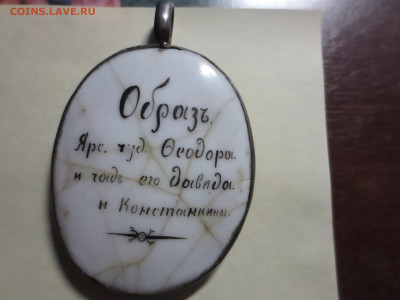 COINS.LAVE.RU
Образъ.
Ярс. чуд. Ѳеодора
и чадъ его Давида
и Константина.